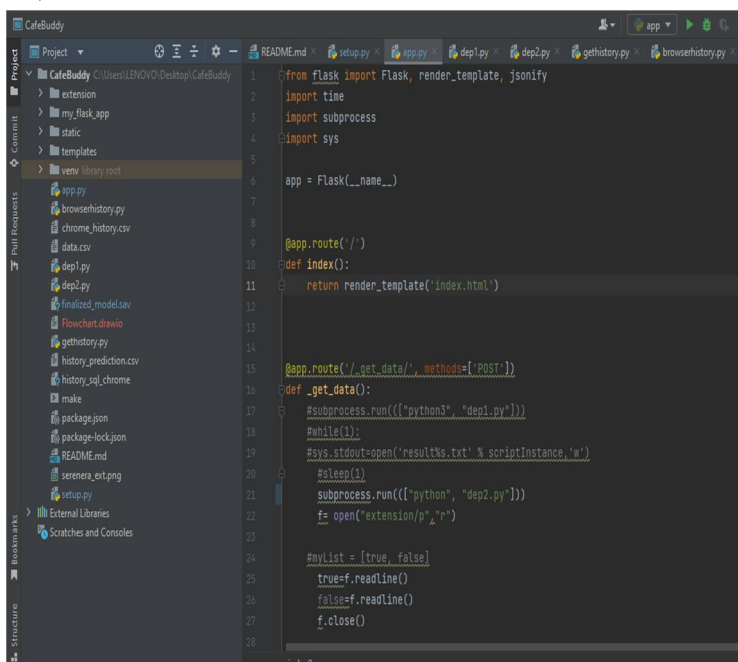 CafeBuddy
app
Project
README.md
setup.py
app.py
dep1.py
dep2.py
gethistory.py
browserhistory.py
Project
Commit
Pull Requests
Bookmarks
Structure
CafeBuddy C:\Users\LENOVO\Desktop\CafeBuddy
extension
my_flask_app
static
templates
venv library root
app.py
browserhistory.py
chrome_history.csv
data.csv
dep1.py
dep2.py
finalized_model.sav
Flowchart.drawio
gethistory.py
history_prediction.csv
history_sql_chrome
make
package.json
package-lock.json
README.md
serenera_ext.png
setup.py
External Libraries
Scratches and Consoles
1 from flask import Flask, render_template, jsonify
2 import time
3 import subprocess
4 import sys
5
6 app = Flask(__name__)
7
8
9 @app.route('/')
10 def index():
11 return render_template('index.html')
12
13
14
15 @app.route('/_get_data/', methods=['POST'])
16 def _get_data():
17 #subprocess.run((["python3", "dep1.py"]))
18 #while(1):
19 #sys.stdout=open('result%s.txt' % scriptInstance,'w')
20 #sleep(1)
21 subprocess.run((["python", "dep2.py"]))
22 f= open("extension/p","r")
23
24 #myList = [true, false]
25 true=f.readline()
26 false=f.readline()
27 f.close()
28